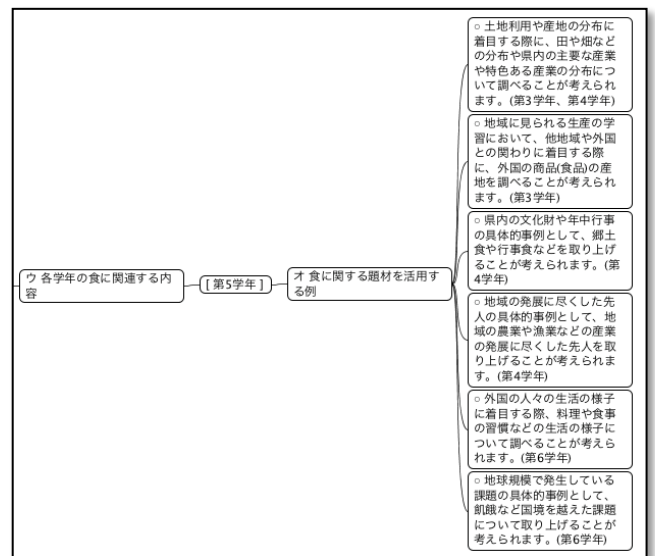 ウ 各学年の食に関連する内
容
[ 第5学年 ]
オ 食に関する題材を活用す
る例
○ 土地利用や産地の分布に
着目する際に、田や畑など
の分布や県内の主要な産業
や特色ある産業の分布につ
いて調べることが考えられ
ます。(第3学年、第4学年)
○ 地域に見られる生産の学
習において、他地域や外国
との関わりに着目する際
に、外国の商品(食品)の産
地を調べることが考えられ
ます。(第3学年)
○ 県内の文化財や年中行事
の具体的事例として、郷土
食や行事食などを取り上げ
ることが考えられます。(第
4学年)
○ 地域の発展に尽くした先
人の具体的事例として、地
域の農業や漁業などの産業
の発展に尽くした先人を取
り上げることが考えられま
す。(第4学年)
○ 外国の人々の生活の様子
に着目する際、料理や食事
の習慣などの生活の様子に
ついて調べることが考えら
れます。(第6学年)
○ 地球規模で発生している
課題の具体的事例として、
飢餓など国境を越えた課題
について取り上げることが
考えられます。(第6学年)